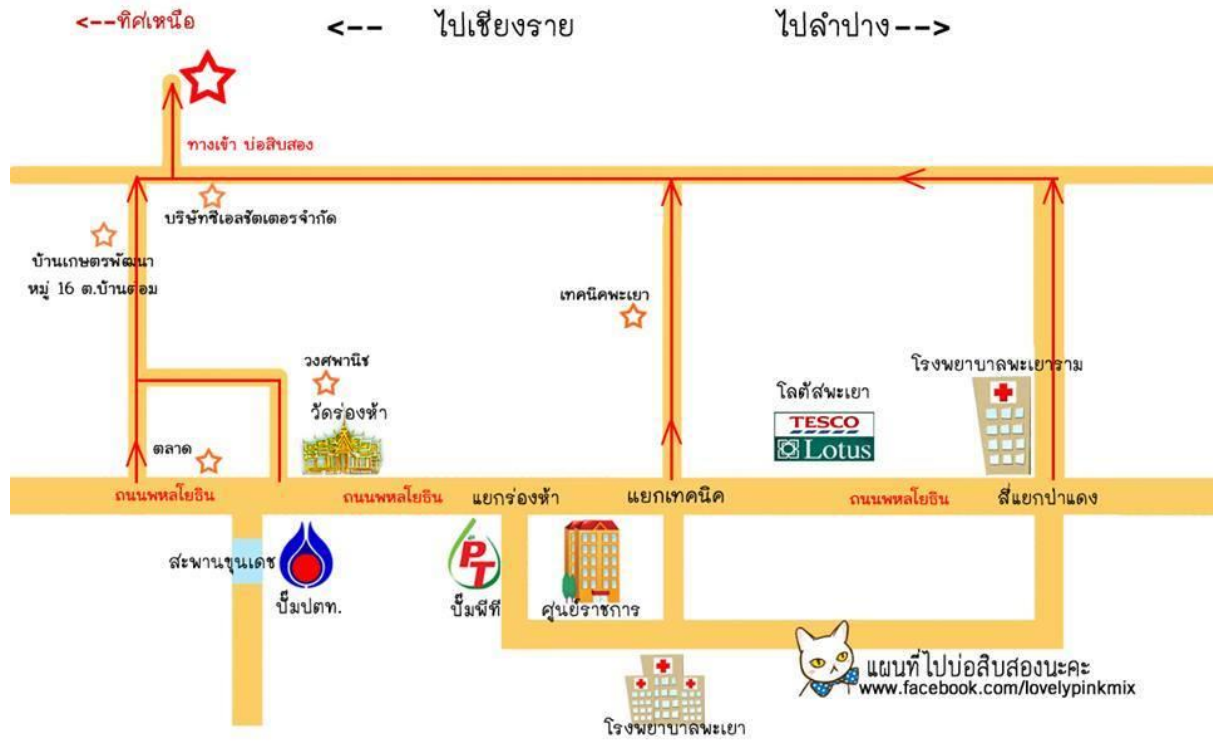 <--ทิศเหนือ
<-- ไปเชียงราย
ไปลำปาง-->
ทางเข้า บ่อสิบสอง
บริษัทซีเอลชัตเตอรจำกัด
บ้านเกษตรพัฒนา
หมู่ 16 ต.บ้านต๋อม
เทคนิคพะเยา
วงศพานิช
วัดร่องห้า
ตลาด
โลตัสพะเยา
TESCO
Lotus
โรงพยาบาลพะเยาราม
ถนนพหลโยธิน
ถนนพหลโยธิน
แยกร่องห้า
แยกเทคนิค
ถนนพหลโยธิน
สี่แยกป่าแดง
สะพานขุนเดช
ปั๊มปตท.
PT
ปั๊มพีที
ศูนย์ราชการ
โรงพยาบาลพะเยา
แผนที่ไปบ่อสิบสองนะคะ
www.facebook.com/lovelypinkmix